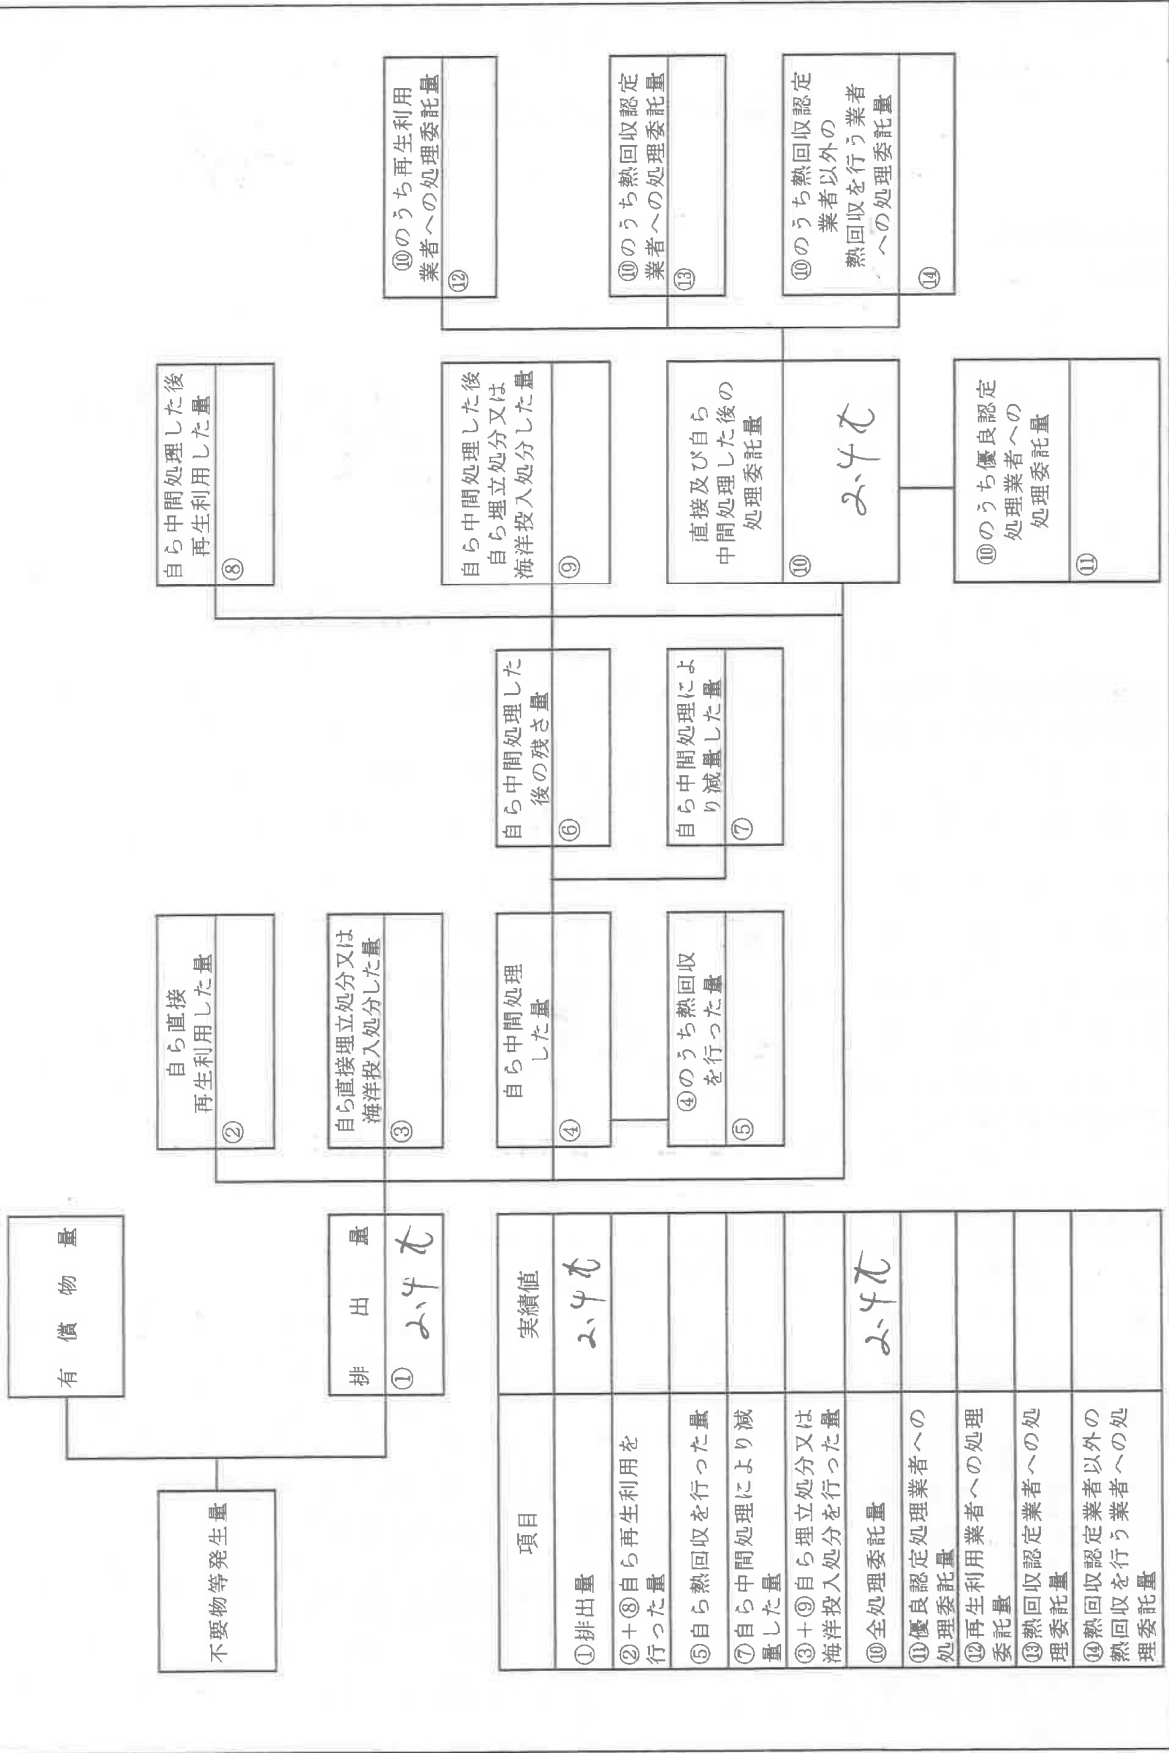 有償物量
不要物等発生量
排出量
①
2.4t
自ら直接
再生利用した量
②
自ら直接埋立処分又は
海洋投入処分した量
③
自ら中間処理
した量
④
④のうち熱回収
を行った量
⑤
自ら中間処理した
後の残さ量
⑥
自ら中間処理によ
り減量した量
⑦
自ら中間処理した後
再生利用した量
⑧
自ら中間処理した後
自ら埋立処分又は
海洋投入処分した量
⑨
直接及び自ら
中間処理した後の
処理委託量
⑩
2.4t
⑩のうち優良認定
処理業者への
処理委託量
⑪
⑩のうち再生利用
業者への処理委託量
⑫
⑩のうち熱回収認定
業者への処理委託量
⑬
⑩のうち熱回収認定
業者以外の
熱回収を行う業者
への処理委託量
⑭
項目 実績値
①排出量 2.4t
②+⑧自ら再生利用を
行った量
⑤自ら熱回収を行った量
⑦自ら中間処理により減
量した量
③+⑨自ら埋立処分又は
海洋投入処分を行った量
⑩全処理委託量 2.4t
⑪優良認定処理業者への
処理委託量
⑫再生利用業者への処理
委託量
⑬熱回収認定業者への処
理委託量
⑭熱回収認定業者以外の
熱回収を行う業者への処
理委託量